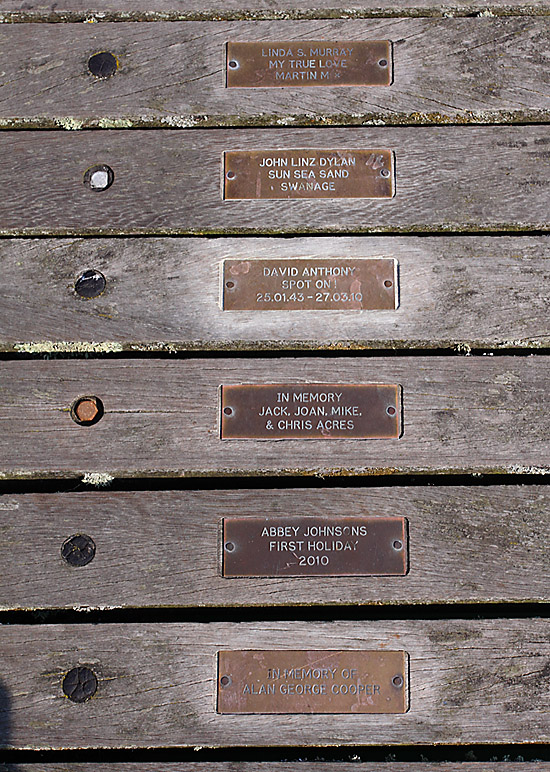 LINDA S. MURRAY
MY TRUE LOVE
MARTIN
JOHN LINZ DYLAN
SUN SEA SAND
SWANAGE
DAVID ANTHONY
SPOT ON!
25.01.43 - 27.03.10
IN MEMORY
JACK, JOAN, MIKE,
& CHRIS ACRES
ABBEY JOHNSONS
FIRST HOLIDAY
2010
IN MEMORY OF
ALAN GEORGE COOPER